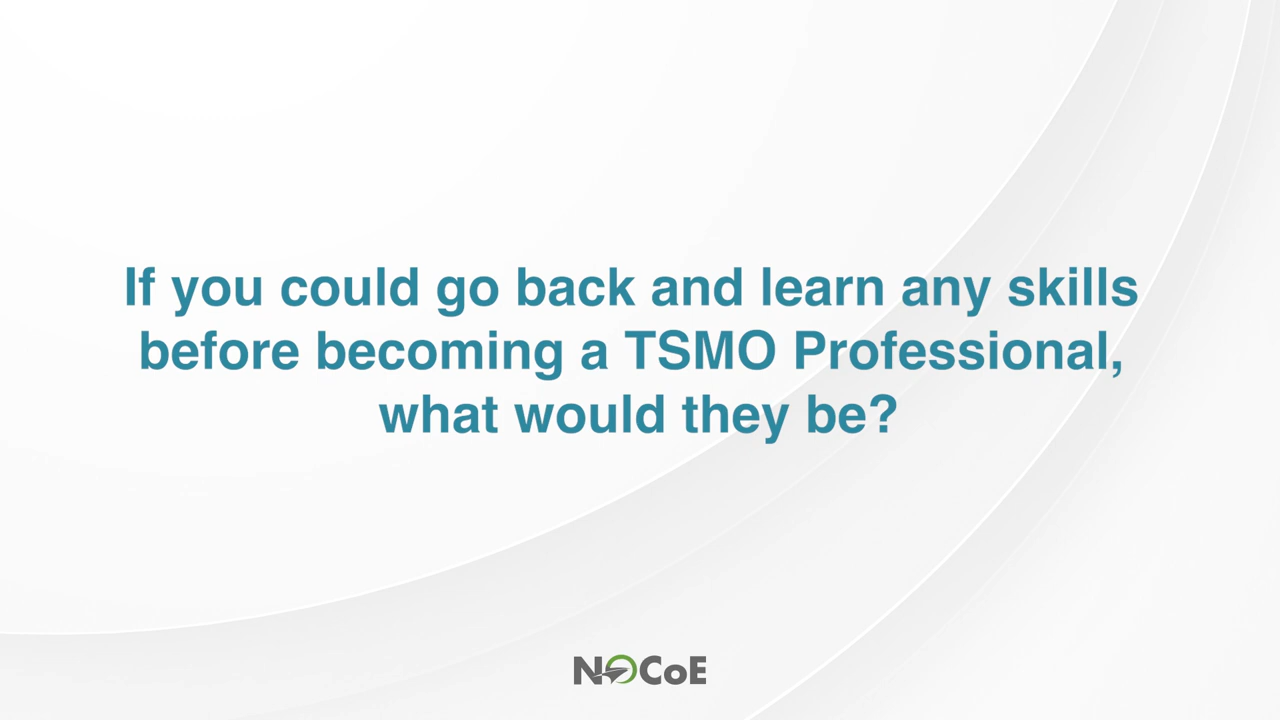 If you could go back and learn any skills
before becoming a TSMO Professional,
what would they be?
NOCoE